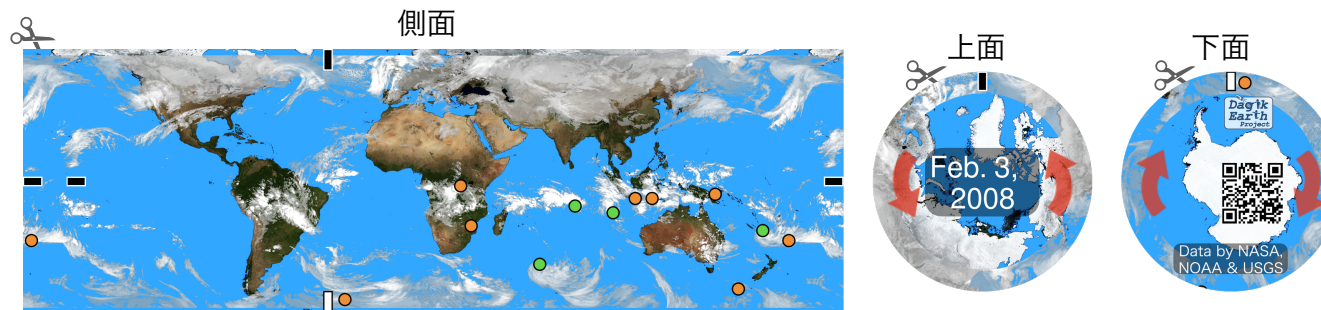 側面
上面
Feb. 3,
2008
下面
Dagik
Earth
Project
Data by NASA,
NOAA & USGS